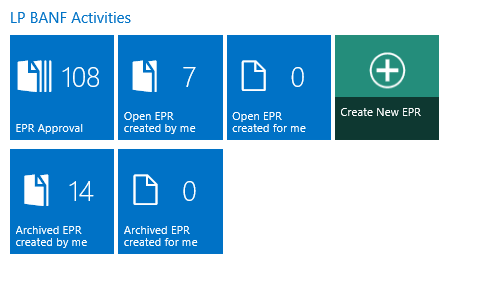 LP BANF Activities
108
EPR Approval
7
Open EPR
created by me
0
Open EPR
created for me
Create New EPR
14
Archived EPR
created by me
0
Archived EPR
created for me